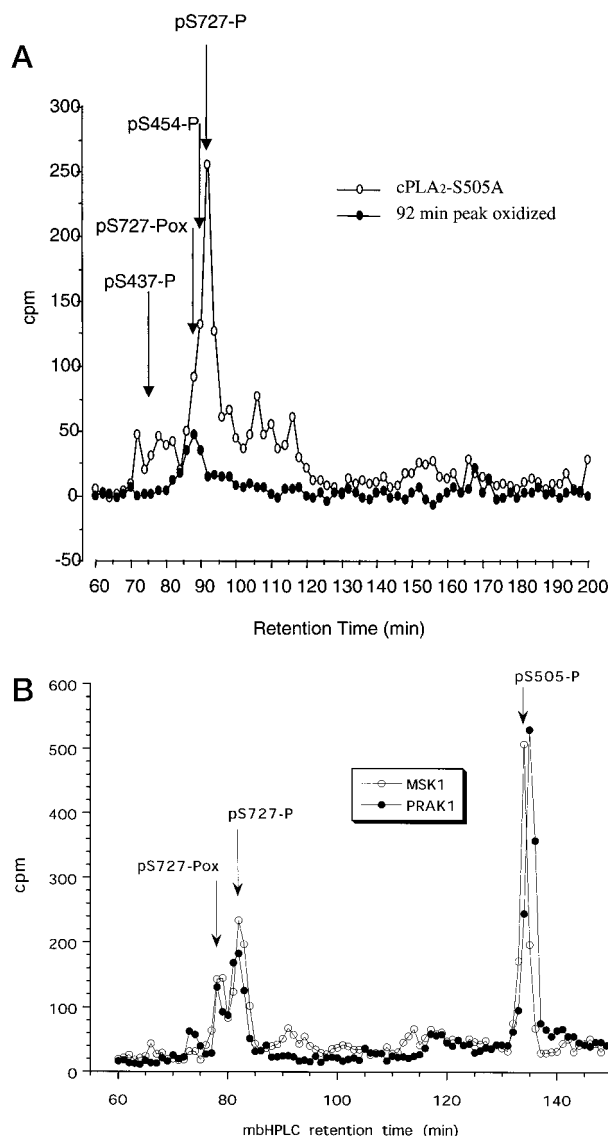 A
pS727-P
pS454-P
pS727-Pox
pS437-P
cPLA2-S505A
92 min peak oxidized
300
250
200
150
100
50
0
-50
cpm
60 70 80 90 100 110 120 130 140 150 160 170 180 190 200
Retention Time (min)
B
pS505-P
MSK1
PRAK1
pS727-P
pS727-Pox
600
500
400
300
200
100
0
cpm
60 80 100 120 140
mbHPLC retention time (min)